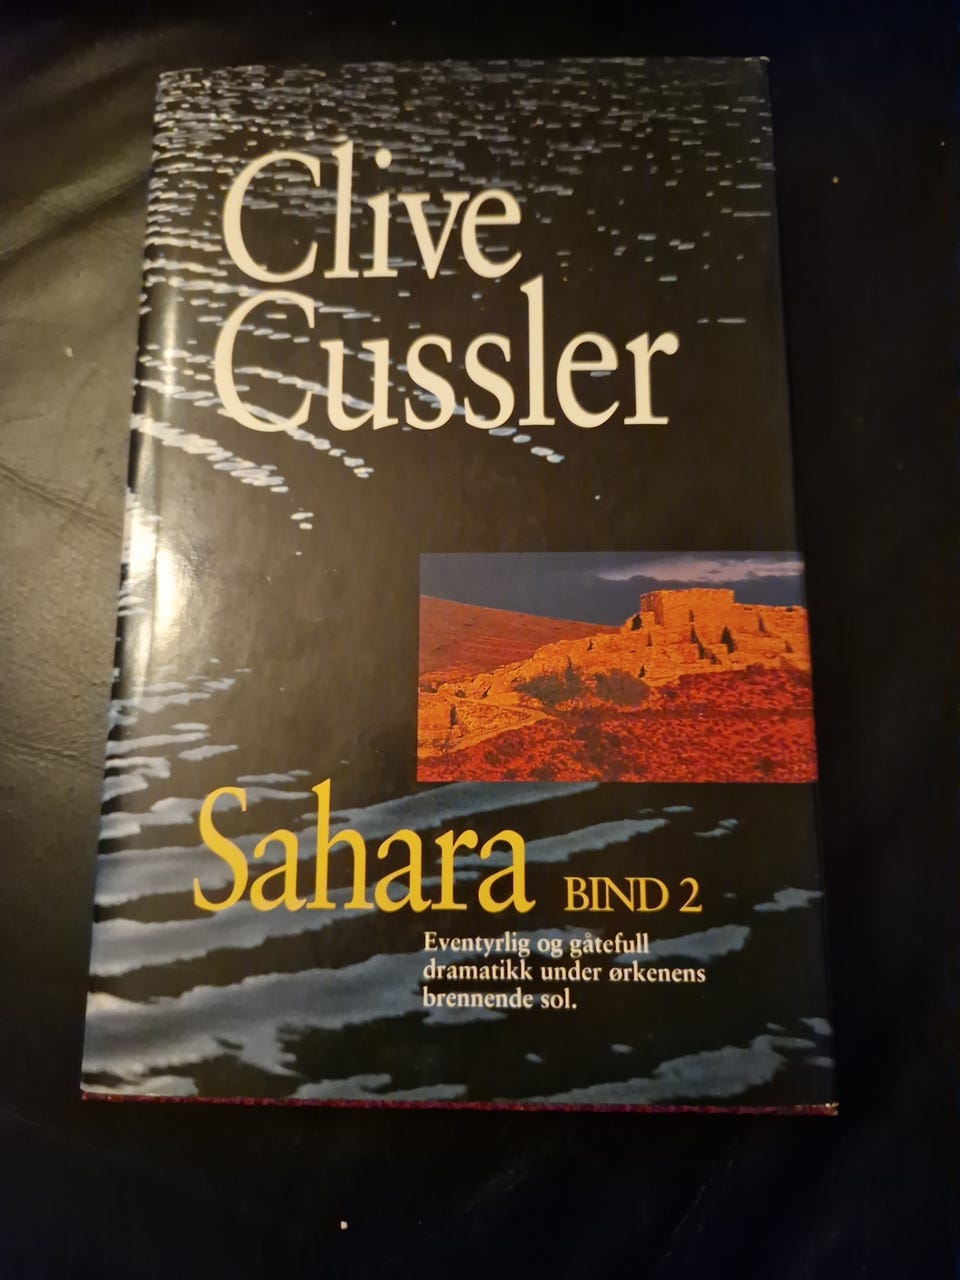 Clive
Cussler
Sahara BIND 2
Eventyrlig og gåtefull
dramatikk under ørkenens
brennende sol.